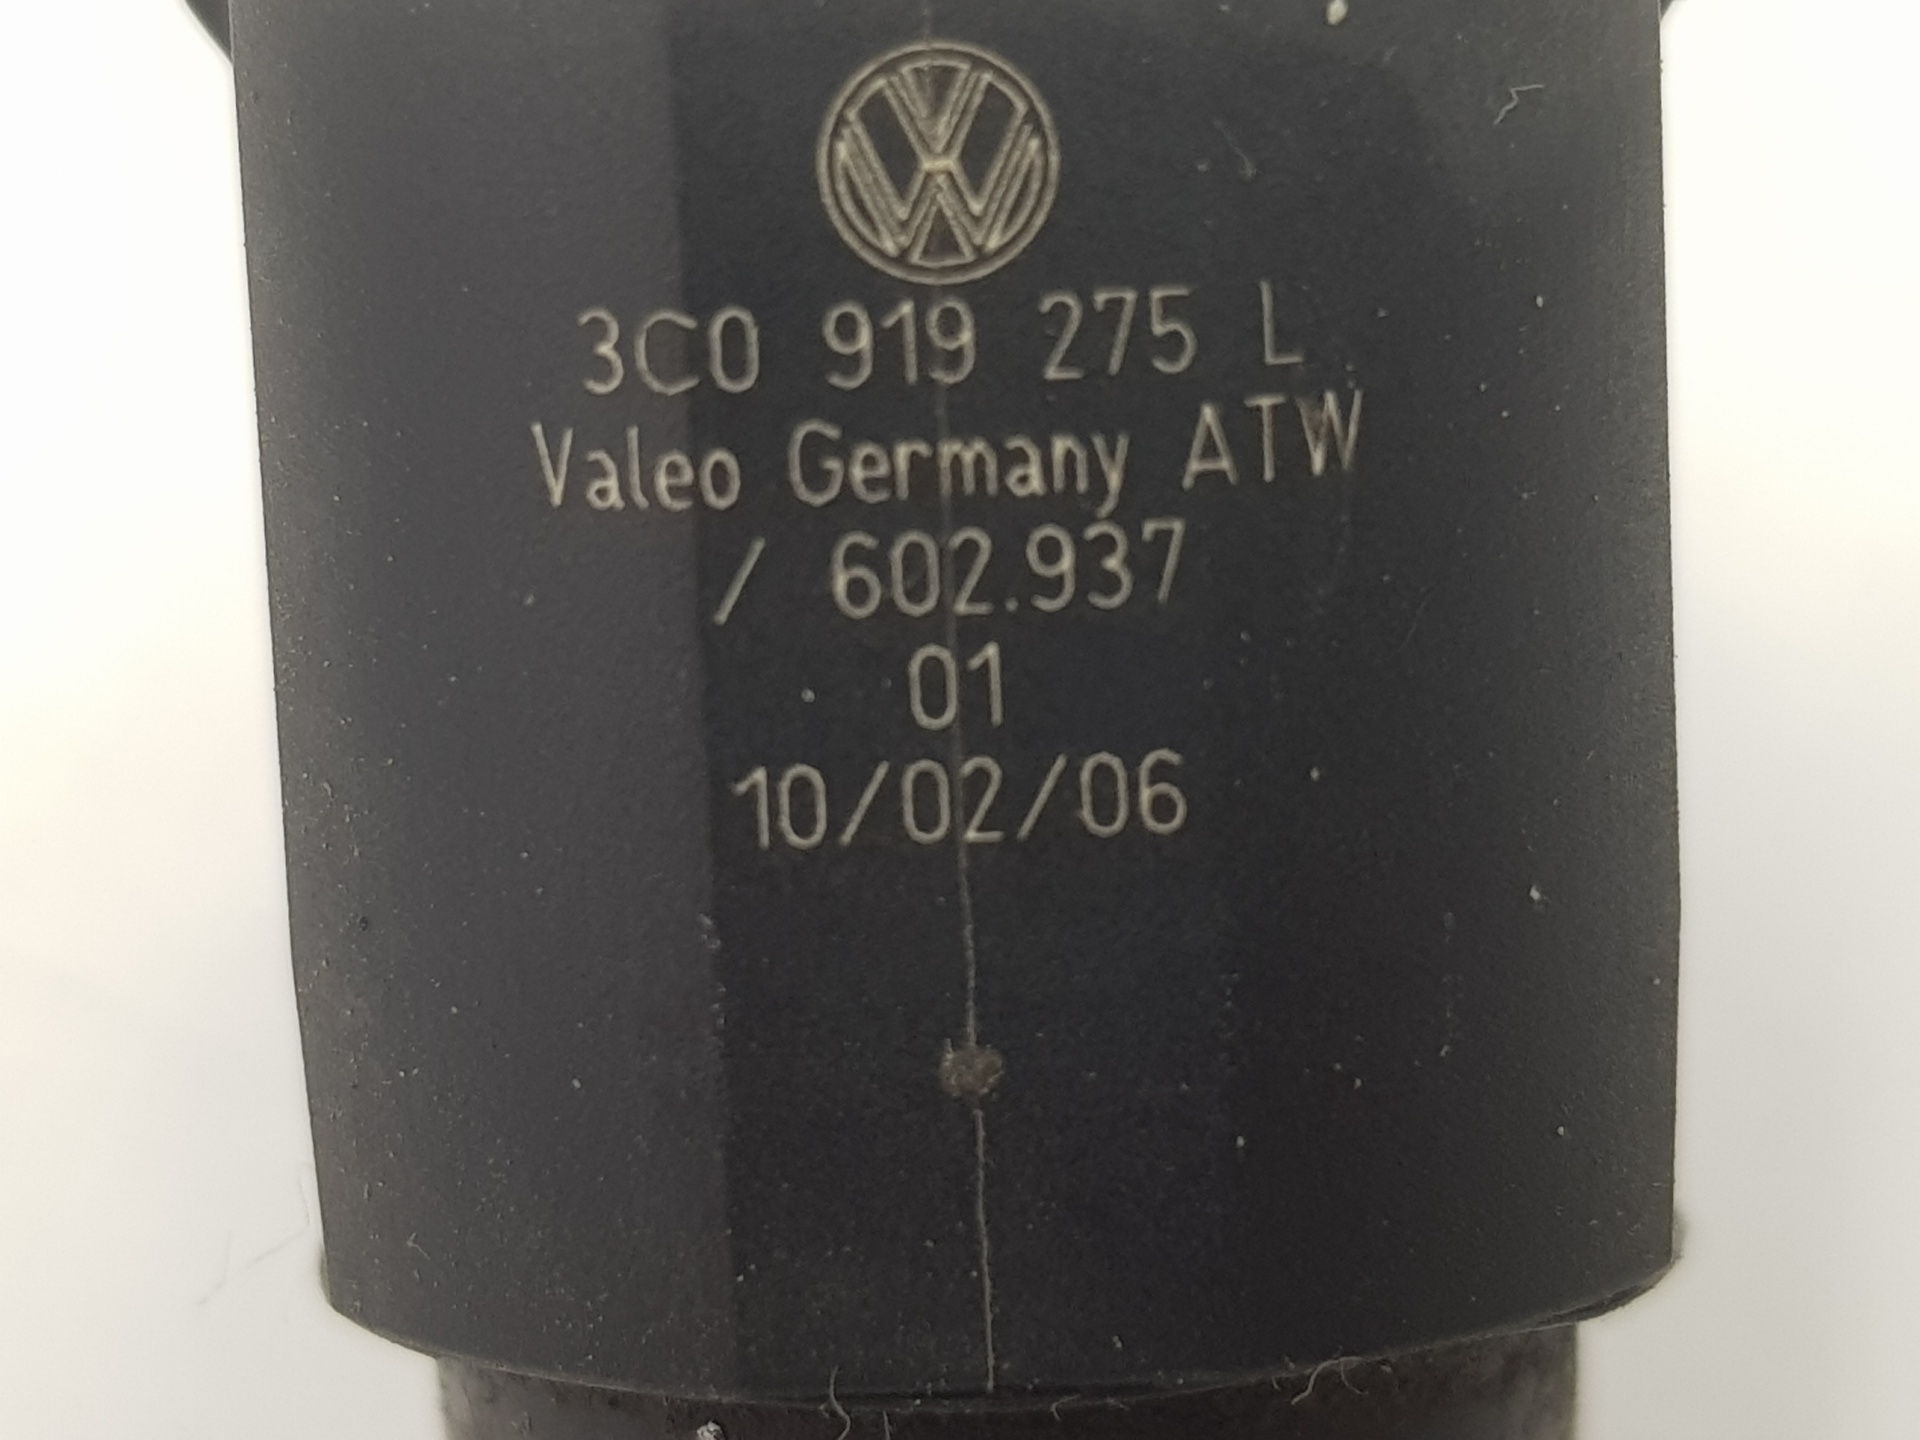 3C0 919 275 L
Valeo Germany ATW
/ 602.937
01
10/02/06